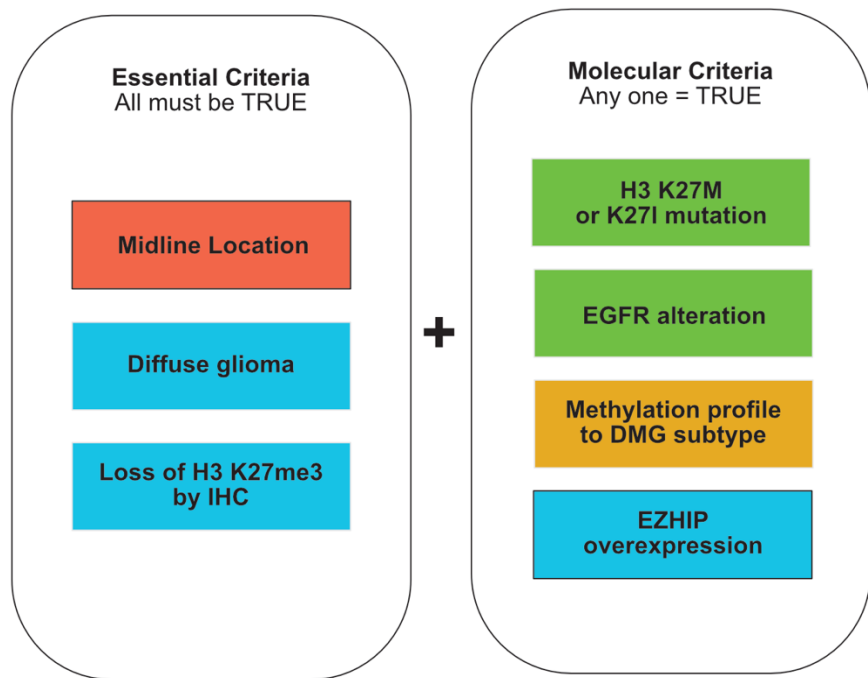 Essential Criteria
All must be TRUE
Midline Location
Diffuse glioma
Loss of H3 K27me3
by IHC
+
Molecular Criteria
Any one = TRUE
H3 K27M
or K27I mutation
EGFR alteration
Methylation profile
to DMG subtype
EZHIP
overexpression